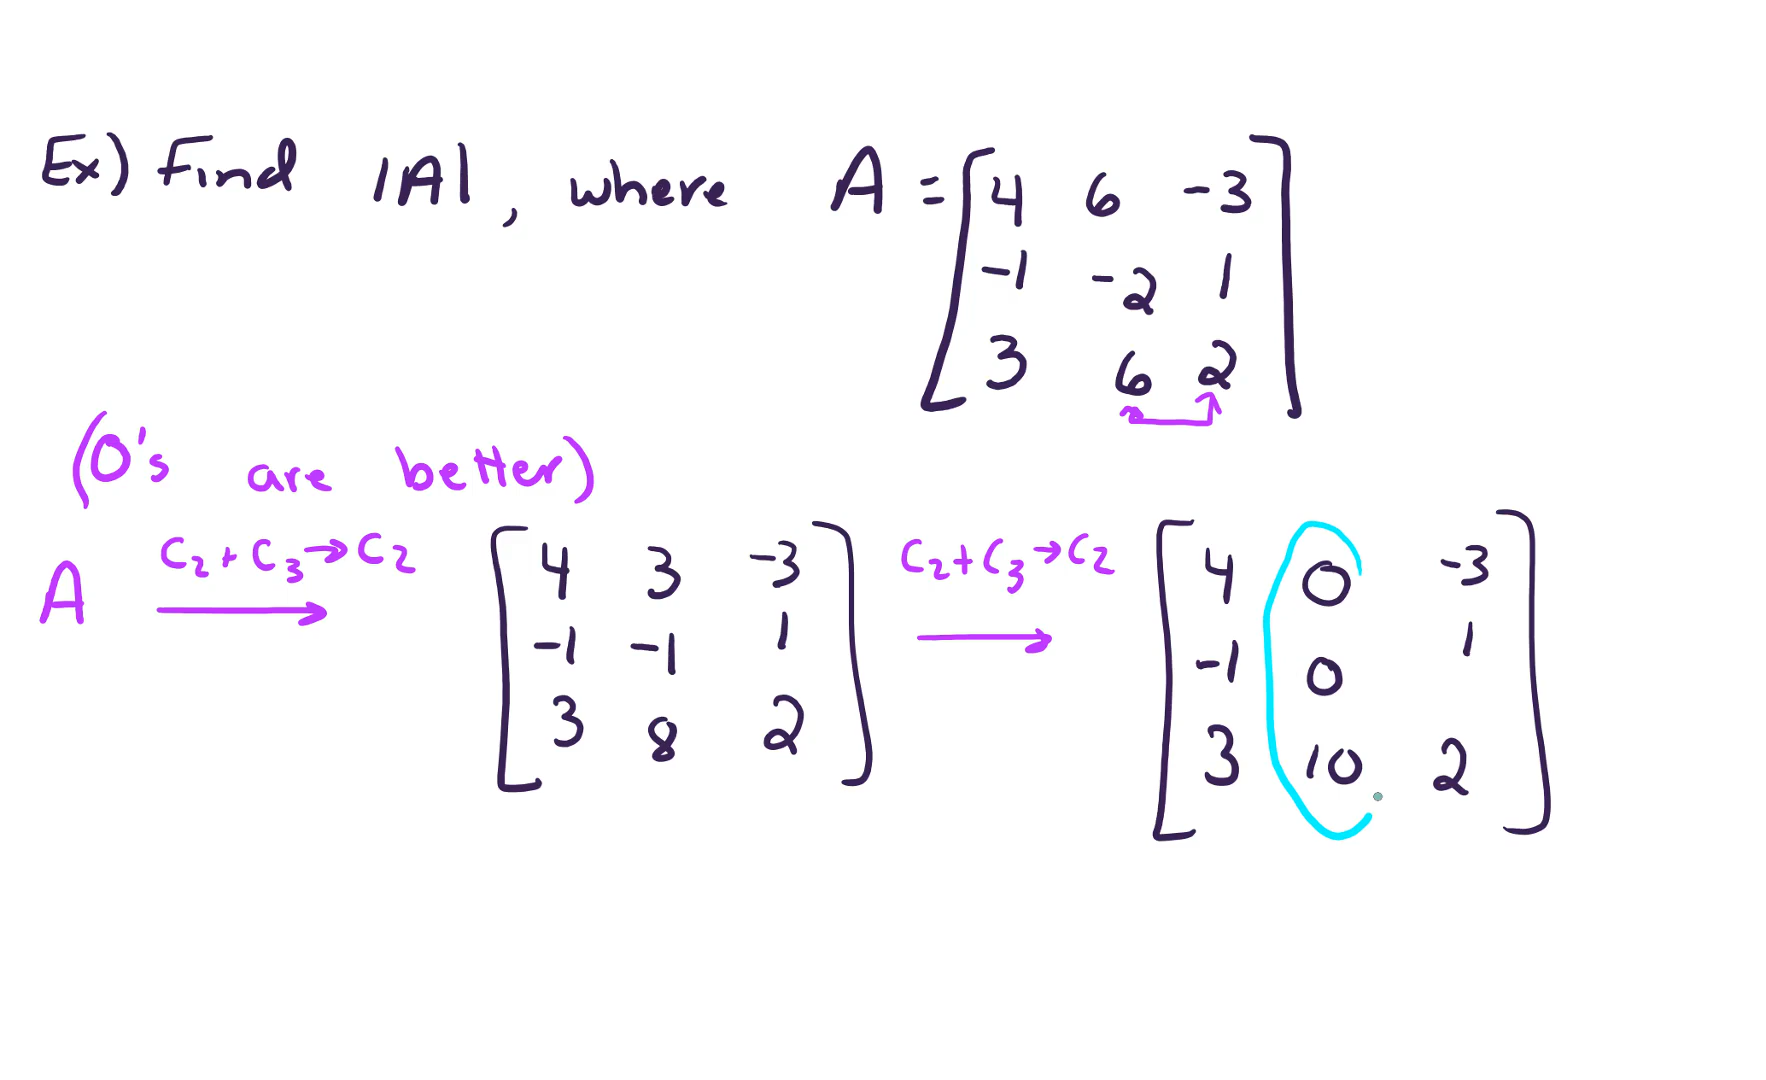 Ex) Find |A|, where A = [4 6 -3
-1 -2 1
3 6 2]
(0's are better)
A C₂+C₃→C₂ [4 3 -3 C₂+C₃→C₂ [4 0 -3
-1 -1 1 -1 0 1
3 8 2] 3 10 2]